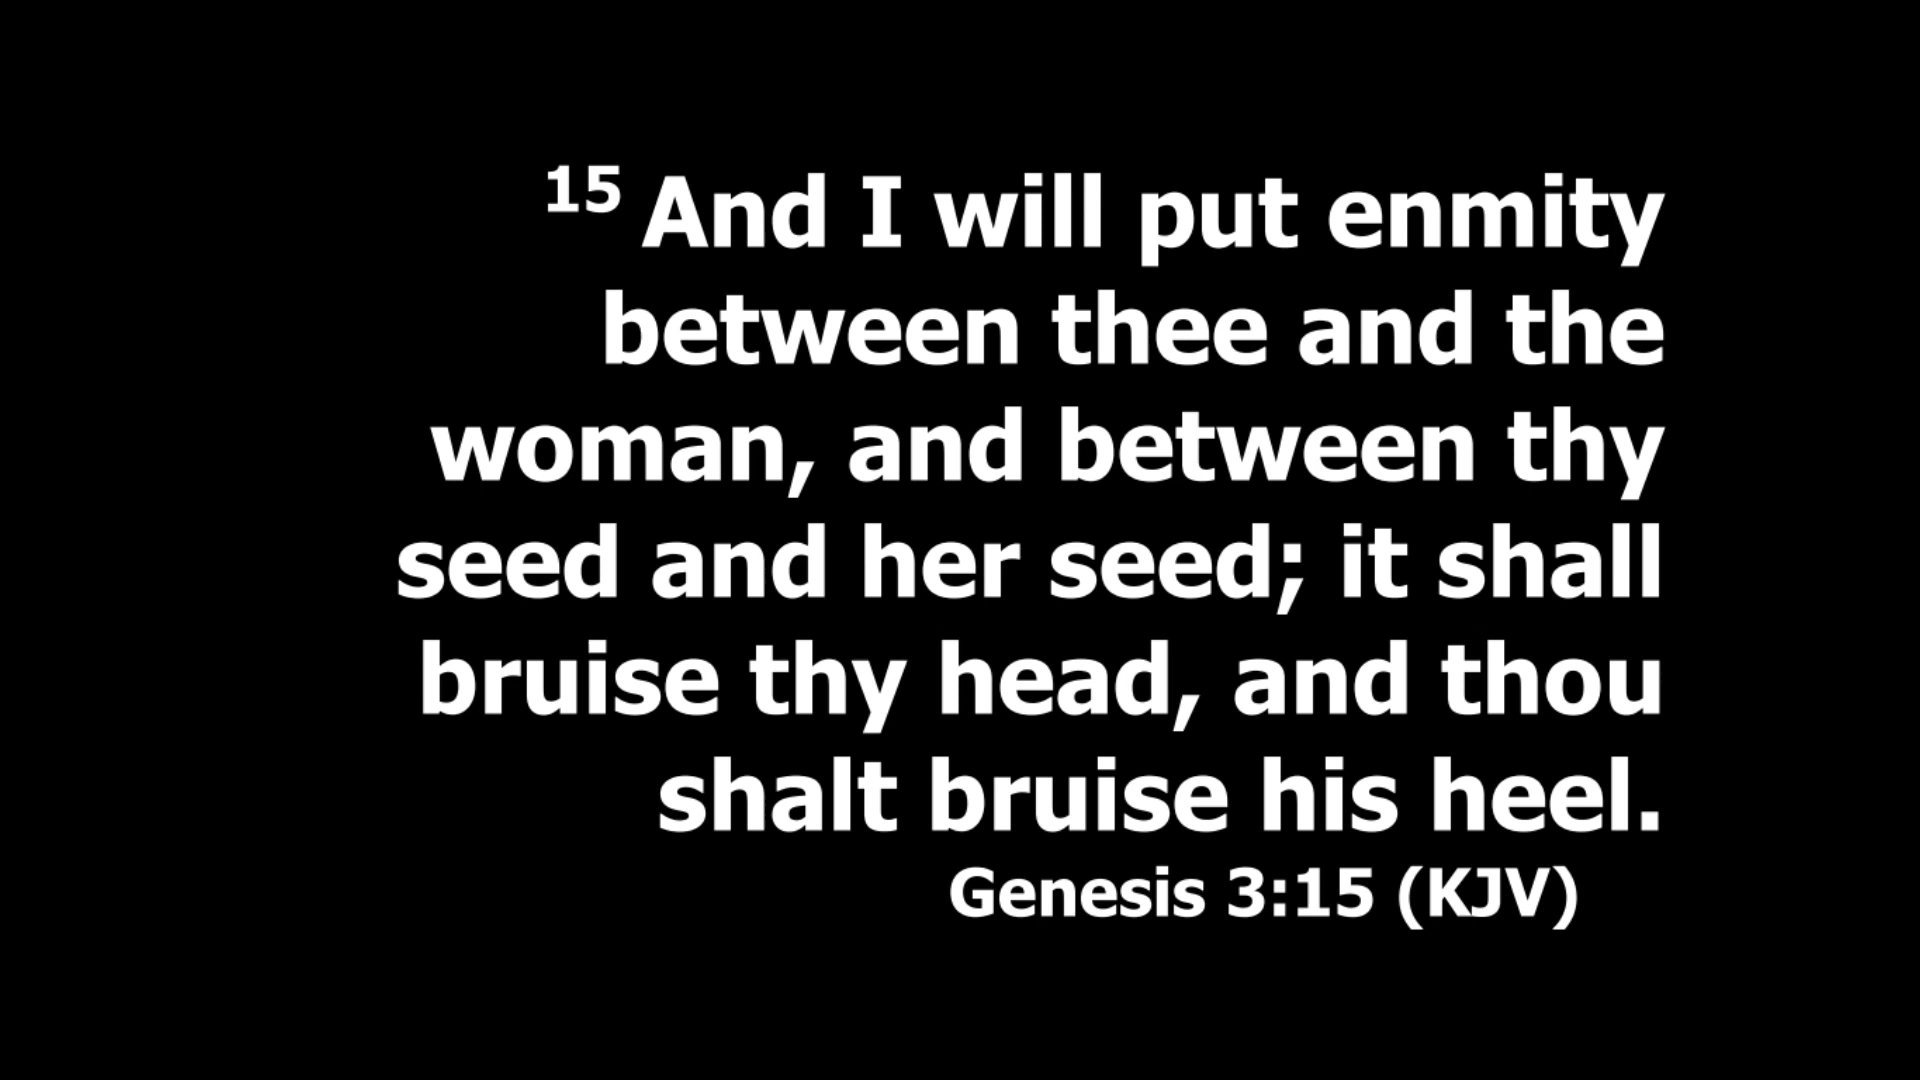 15 And I will put enmity
between thee and the
woman, and between thy
seed and her seed; it shall
bruise thy head, and thou
shalt bruise his heel.
Genesis 3:15 (KJV)